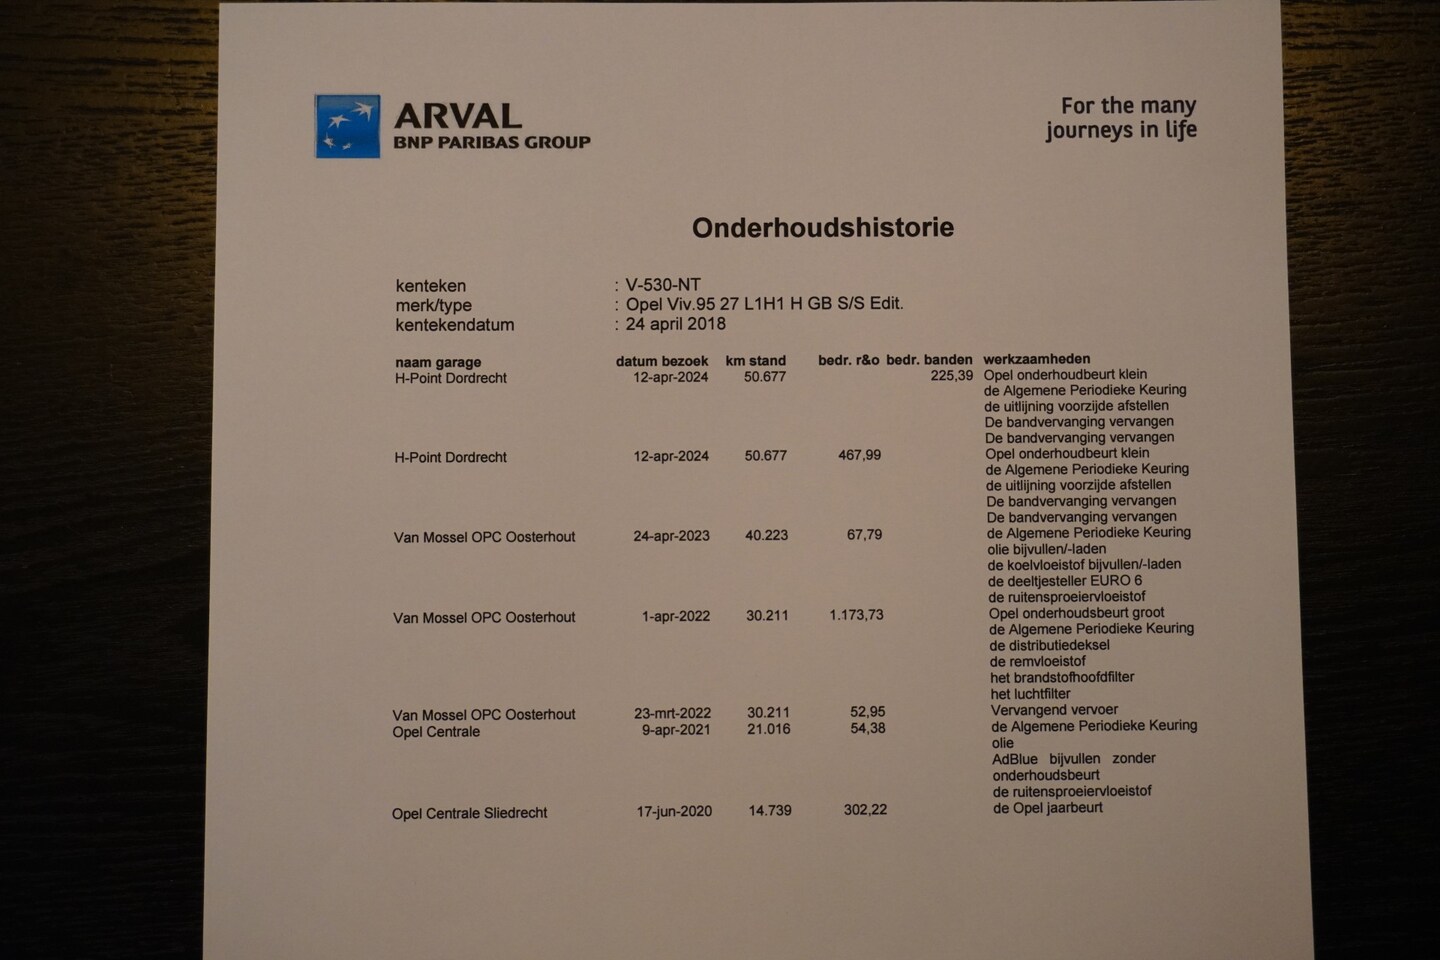 ARVAL
BNP PARIBAS GROUP
For the many
journeys in life
Onderhoudshistorie
kenteken : V-530-NT
merk/type : Opel Viv.95 27 L1H1 H GB S/S Edit.
kentekendatum : 24 april 2018
naam garage datum bezoek km stand bedr. r&o bedr. banden werkzaamheden
H-Point Dordrecht 12-apr-2024 50.677 225,39 Opel onderhoudbeurt klein
de Algemene Periodieke Keuring
de uitlijning voorzijde afstellen
De bandvervanging vervangen
De bandvervanging vervangen
H-Point Dordrecht 12-apr-2024 50.677 467,99 Opel onderhoudbeurt klein
de Algemene Periodieke Keuring
de uitlijning voorzijde afstellen
De bandvervanging vervangen
De bandvervanging vervangen
Van Mossel OPC Oosterhout 24-apr-2023 40.223 67,79 de Algemene Periodieke Keuring
olie bijvullen/-laden
de koelvloeistof bijvullen/-laden
de deeltjesteller EURO 6
de ruitensproeiervloeistof
Van Mossel OPC Oosterhout 1-apr-2022 30.211 1.173,73 Opel onderhoudsbeurt groot
de Algemene Periodieke Keuring
de distributiedeksel
de remvloeistof
het brandstofhoofdfilter
het luchtfilter
Van Mossel OPC Oosterhout 23-mrt-2022 30.211 52,95 Vervangend vervoer
Opel Centrale 9-apr-2021 21.016 54,38 de Algemene Periodieke Keuring
olie
AdBlue bijvullen zonder
onderhoudsbeurt
de ruitensproeiervloeistof
Opel Centrale Sliedrecht 17-jun-2020 14.739 302,22 de Opel jaarbeurt